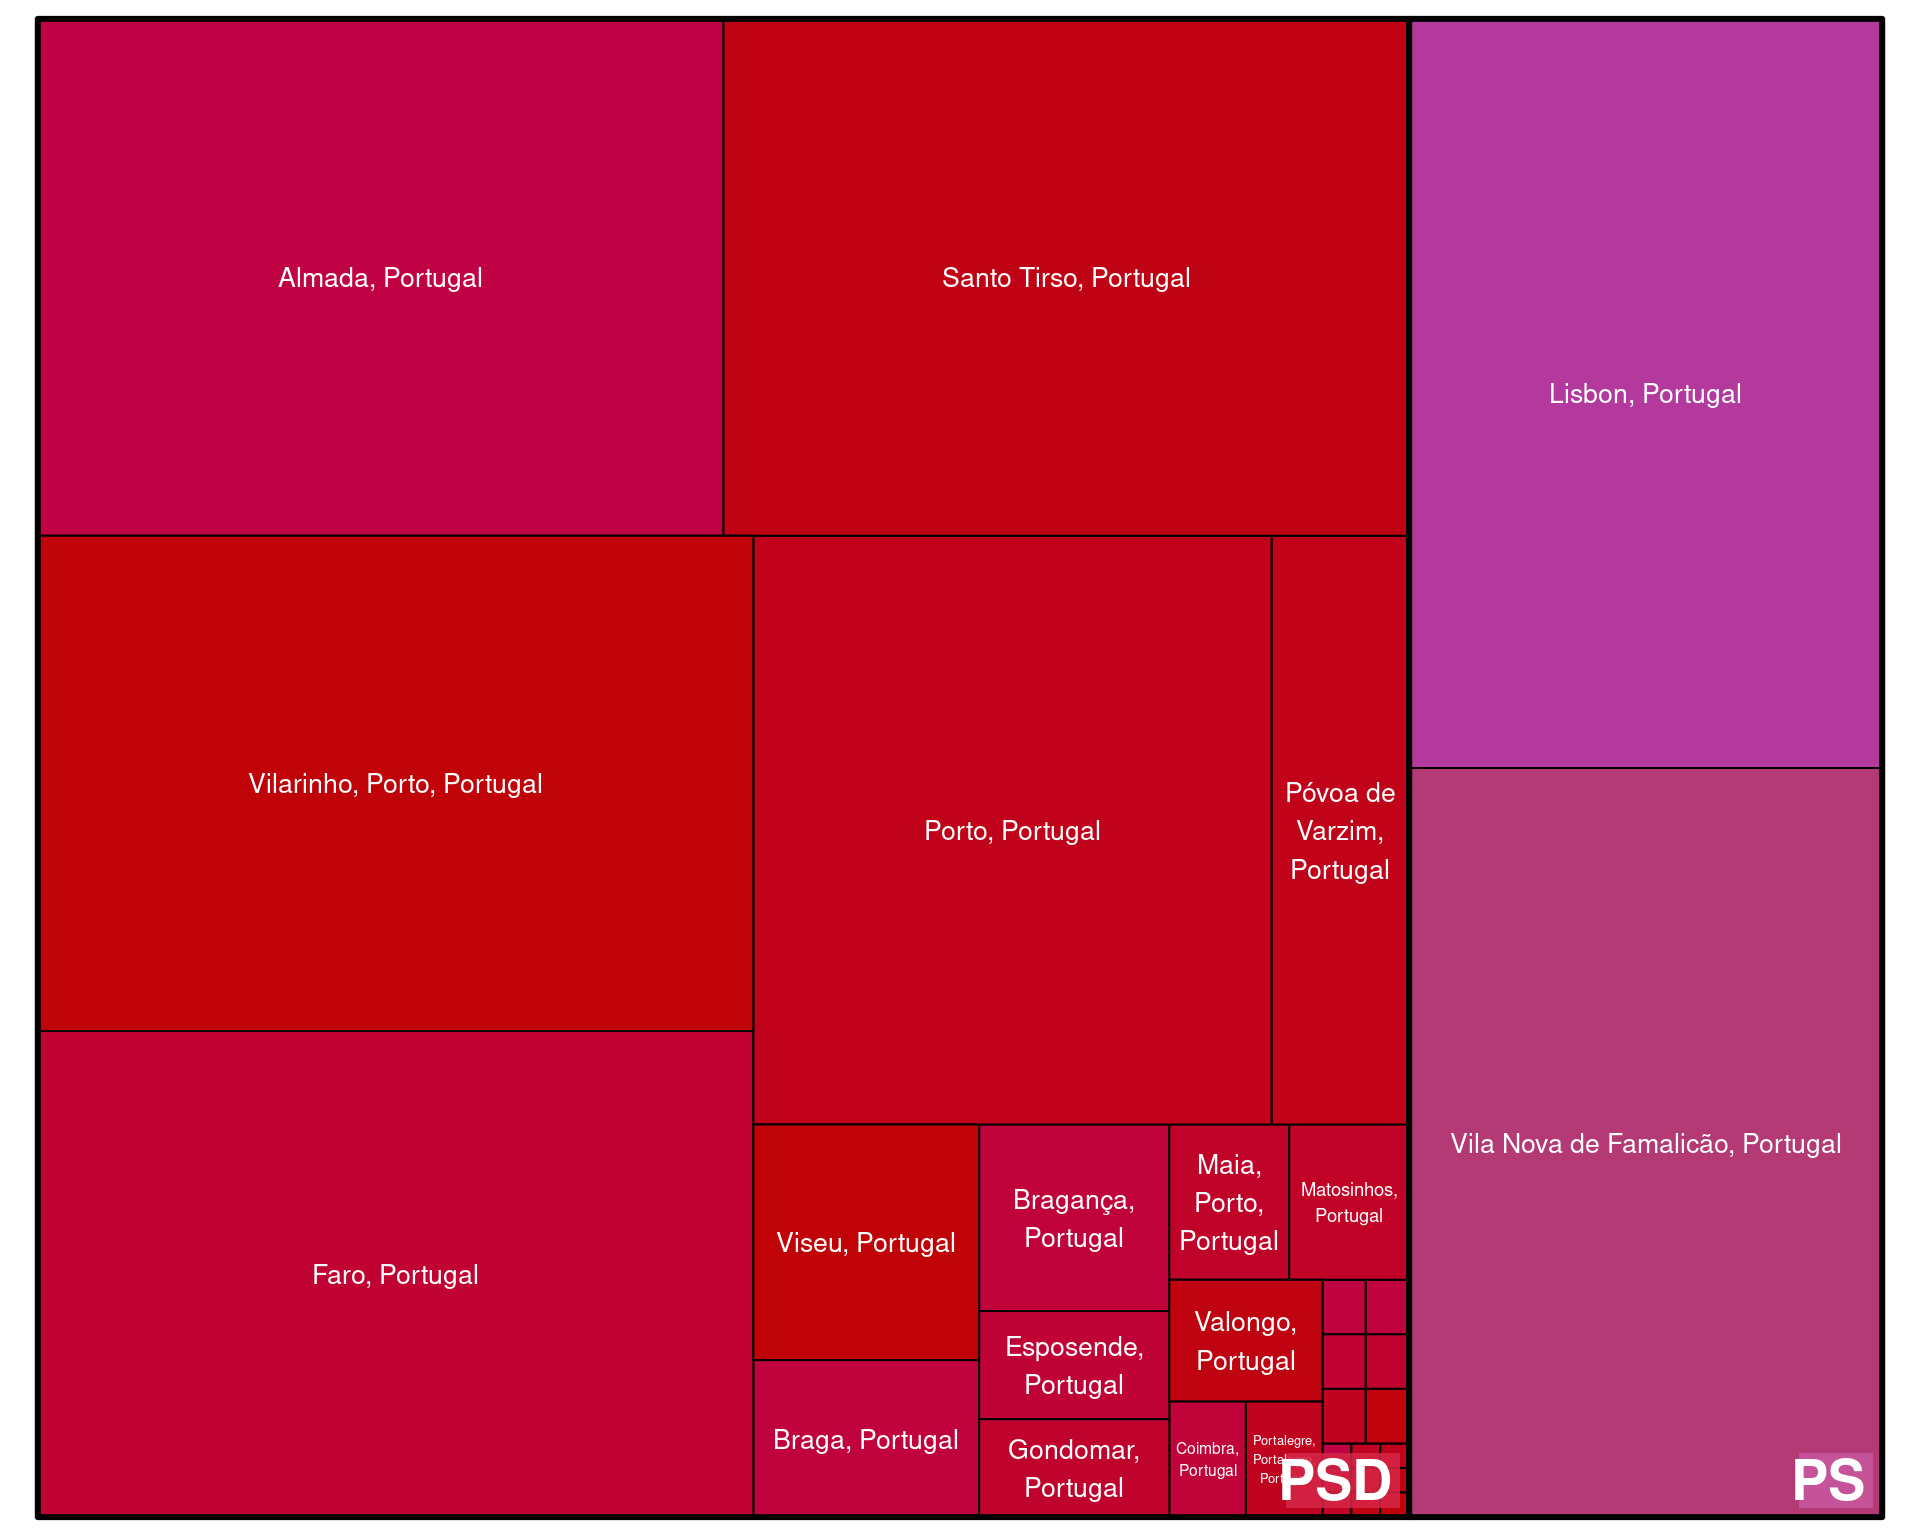 Almada, Portugal
Santo Tirso, Portugal
Lisbon, Portugal
Vilarinho, Porto, Portugal
Porto, Portugal
Póvoa de
Varzim,
Portugal
Faro, Portugal
Vila Nova de Famalicão, Portugal
Viseu, Portugal
Bragança,
Portugal
Maia,
Porto,
Portugal
Matosinhos,
Portugal
Esposende,
Portugal
Valongo,
Portugal
Braga, Portugal
Gondomar,
Portugal
Coimbra,
Portugal
Portalegre,
PSD
PS